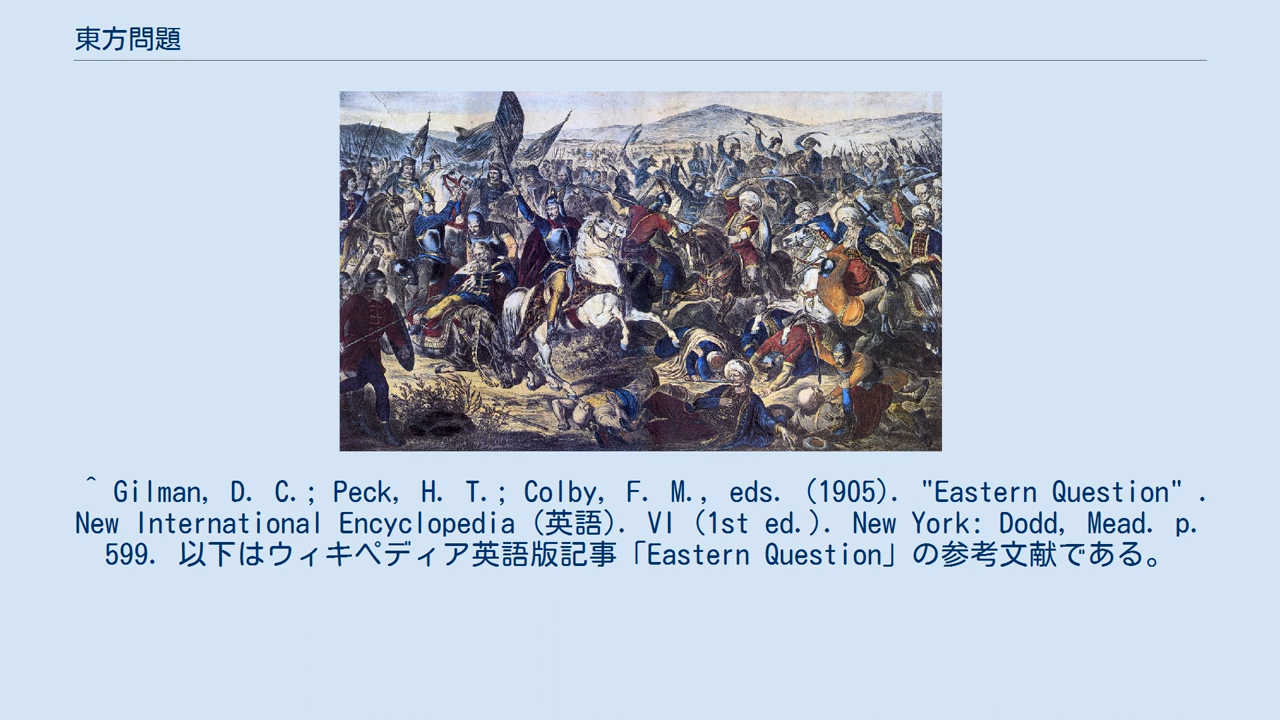 東方問題
^ Gilman, D. C.; Peck, H. T.; Colby, F. M., eds. (1905). "Eastern Question" .
New International Encyclopedia (英語). VI (1st ed.). New York: Dodd, Mead. p.
599. 以下はウィキペディア英語版記事「Eastern Question」の参考文献である。